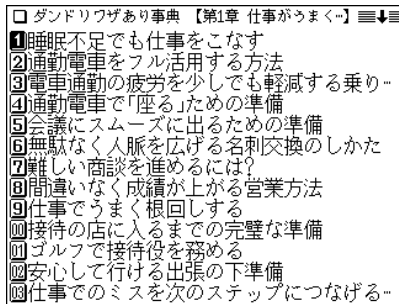 ダンドリワザあり事典 【第1章 仕事がうまく…】
1睡眠不足でも仕事をこなす
2通勤電車をフル活用する方法
3電車通勤の疲労を少しでも軽減する乗り…
4通勤電車で「座る」ための準備
5会議にスムーズに出るための準備
6無駄なく人脈を広げる名刺交換のしかた
7難しい商談を進めるには?
8間違いなく成績が上がる営業方法
9仕事でうまく根回しする
00接待の店に入るまでの完璧な準備
01ゴルフで接待役を務める
02安心して行ける出張の下準備
03仕事でのミスを次のステップにつなげる…